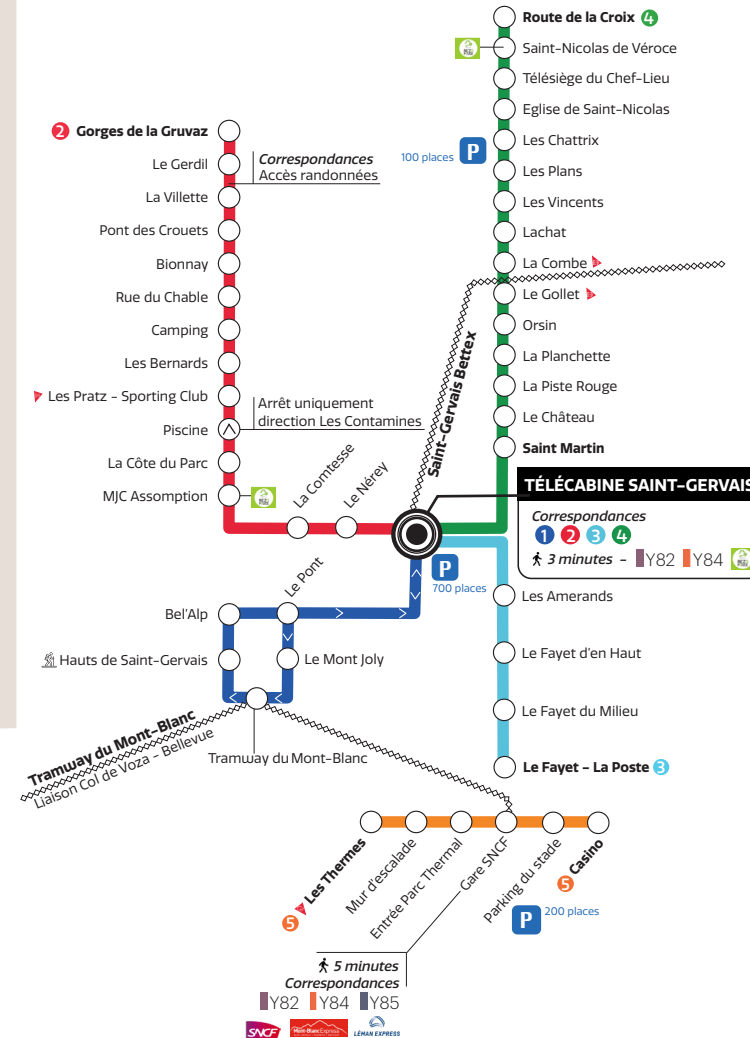 Route de la Croix 4
Saint-Nicolas de Véroce
Télésiège du Chef-Lieu
Eglise de Saint-Nicolas
Les Chattrix
100 places P
Les Plans
Les Vincents
Lachat
La Combe
Le Gollet
Orsin
La Planchette
La Piste Rouge
Le Château
Saint Martin
2 Gorges de la Gruvaz
Le Gerdil
Correspondances
Accès randonnées
La Villette
Pont des Crouets
Bionnay
Rue du Chable
Camping
Les Bernards
Les Pratz - Sporting Club
Piscine
Arrêt uniquement
direction Les Contamines
La Côte du Parc
MJC Assomption
La Comtesse
Le Nérey
Saint-Gervais Bettex
TÉLÉCABINE SAINT-GERVAIS
Correspondances
1 2 3 4
3 minutes - Y82 Y84
P
700 places
Le Pont
Bel'Alp
Hauts de Saint-Gervais
Le Mont Joly
Tramway du Mont-Blanc
Liaison Col de Voza - Bellevue
Tramway du Mont-Blanc
Les Amerands
Le Fayet d'en Haut
Le Fayet du Milieu
Le Fayet - La Poste 3
5 Les Thermes
Mur d'escalade
Entrée Parc Thermal
Gare SNCF
Parking du stade
5 Casino
P 200 places
5 minutes
Correspondances
Y82 Y84 Y85
SNCF
Mont-Blanc Express
LÉMAN EXPRESS